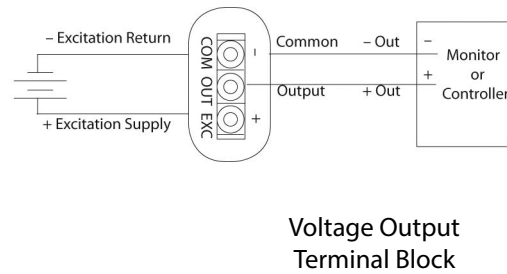 – Excitation Return
+ Excitation Supply
COM OUT EXC
–
+
Common – Out
Output + Out
–
+
Monitor
or
Controller
Voltage Output
Terminal Block